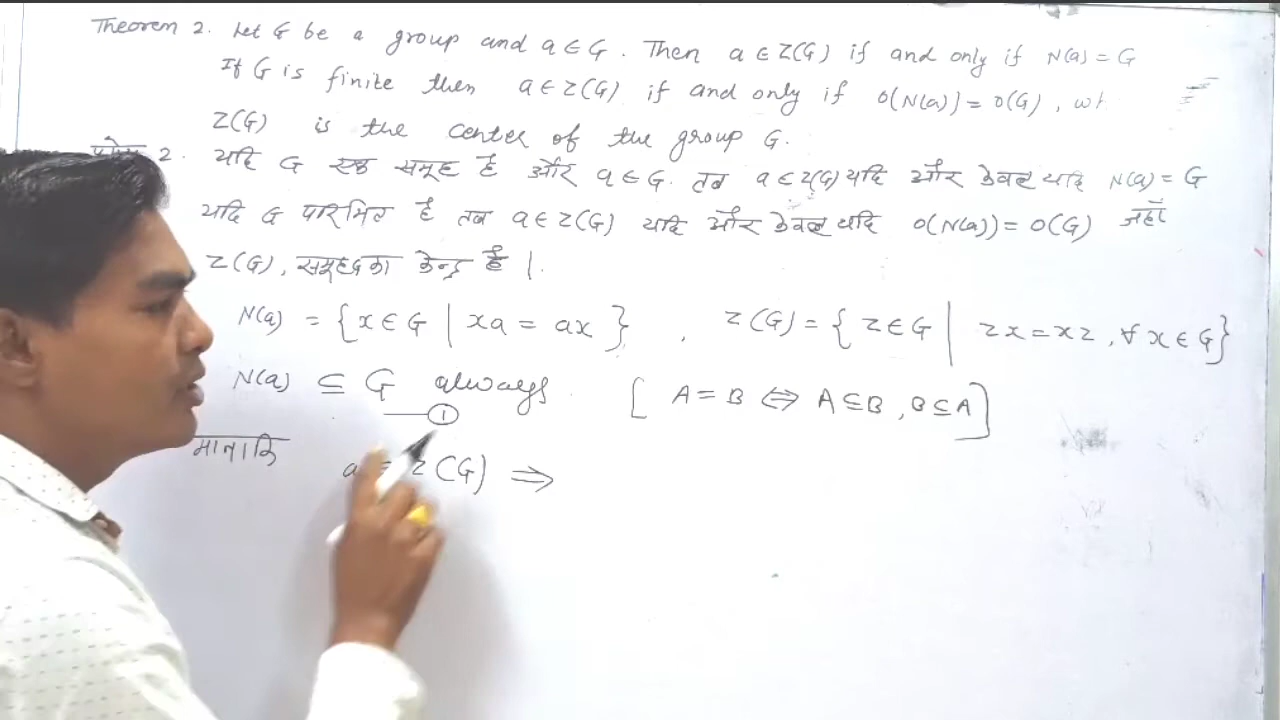 Theorem 2. Let G be a group and a ∈ G. Then a ∈ Z(G) if and only if N(a) = G
If G is finite then a ∈ Z(G) if and only if O(N(a)) = O(G),
Z(G) is the center of the group G.
2. यदि G एक समूह है और a ∈ G. तब a ∈ Z(G) यदि और केवल यदि N(a) = G
यदि G परिमित है तब a ∈ Z(G) यदि और केवल यदि O(N(a)) = O(G) जहाँ
Z(G), समूह G का केन्द्र है |.
N(a) = {x ∈ G | xa = ax} , Z(G) = {z ∈ G | zx = xz, ∀ x ∈ G}
N(a) ⊆ G always [A = B ⇔ A ⊆ B, B ⊆ A]
—①
माना कि a ∈ Z(G) ⇒